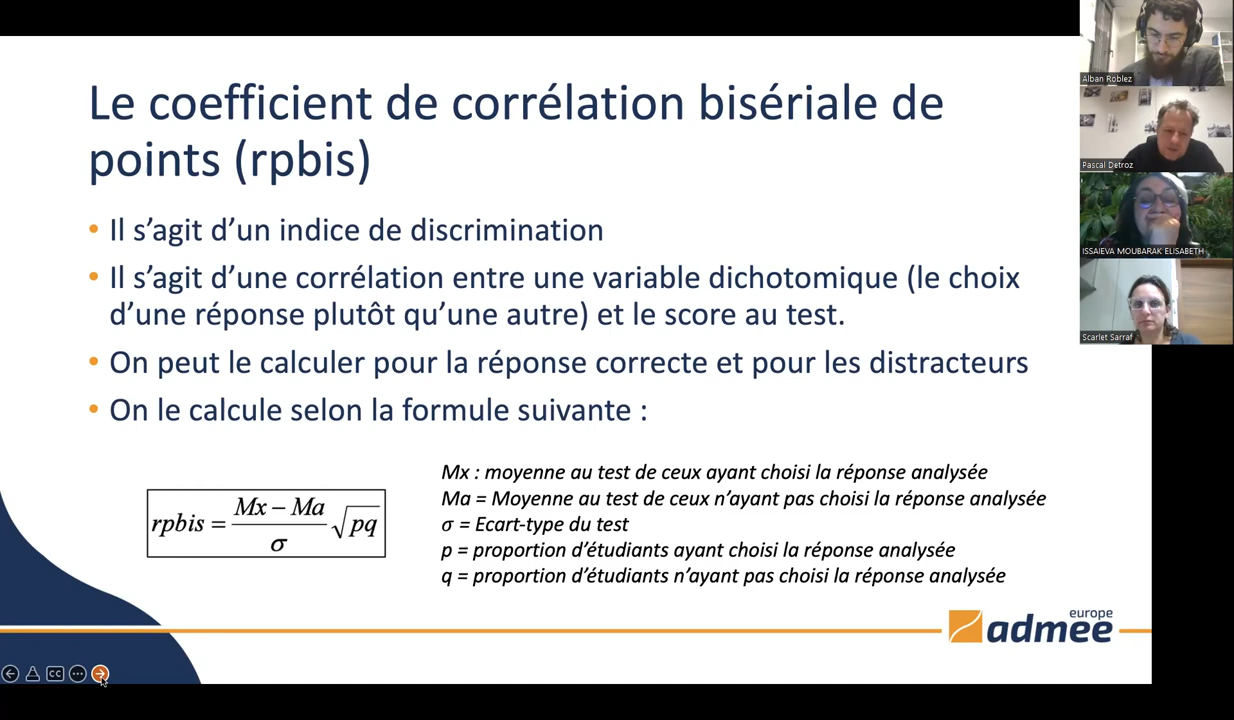 Le coefficient de corrélation bisériale de
points (rpbis)
• Il s’agit d’un indice de discrimination
• Il s’agit d’une corrélation entre une variable dichotomique (le choix
d’une réponse plutôt qu’une autre) et le score au test.
• On peut le calculer pour la réponse correcte et pour les distracteurs
• On le calcule selon la formule suivante :
rpbis = (Mx − Ma) / σ √pq
Mx : moyenne au test de ceux ayant choisi la réponse analysée
Ma = Moyenne au test de ceux n’ayant pas choisi la réponse analysée
σ = Ecart-type du test
p = proportion d’étudiants ayant choisi la réponse analysée
q = proportion d’étudiants n’ayant pas choisi la réponse analysée
europe
admee
CC
Alban Roblez
Pascal Detroz
ISSAIEVA MOUBARAK ELISABETH
Scarlet Sarraf